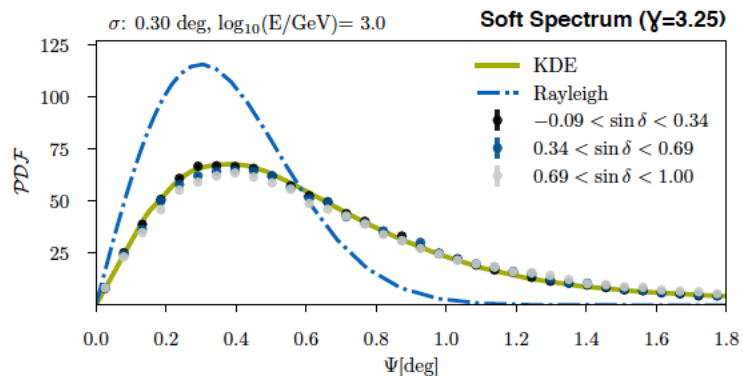 σ: 0.30 deg, log₁₀(E/GeV)= 3.0
Soft Spectrum (ɣ=3.25)
KDE
Rayleigh
−0.09 < sin δ < 0.34
0.34 < sin δ < 0.69
0.69 < sin δ < 1.00
125
100
75
50
25
PDF
0.0 0.2 0.4 0.6 0.8 1.0 1.2 1.4 1.6 1.8
Ψ[deg]